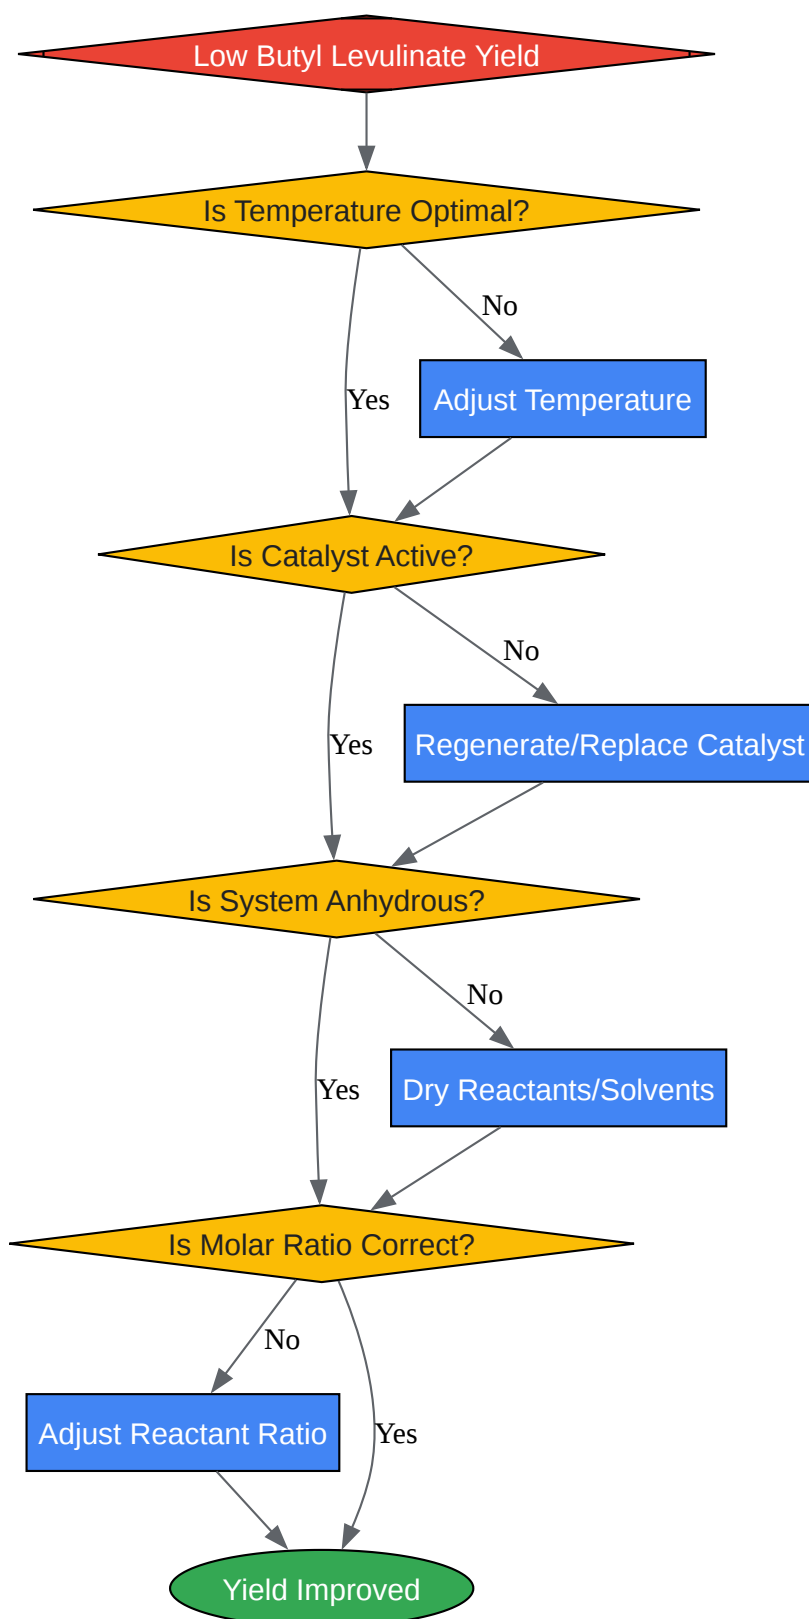 Low Butyl Levulinate Yield
Is Temperature Optimal?
No
Yes
Adjust Temperature
Is Catalyst Active?
No
Yes
Regenerate/Replace Catalyst
Is System Anhydrous?
No
Yes
Dry Reactants/Solvents
Is Molar Ratio Correct?
No
Adjust Reactant Ratio
Yes
Yield Improved